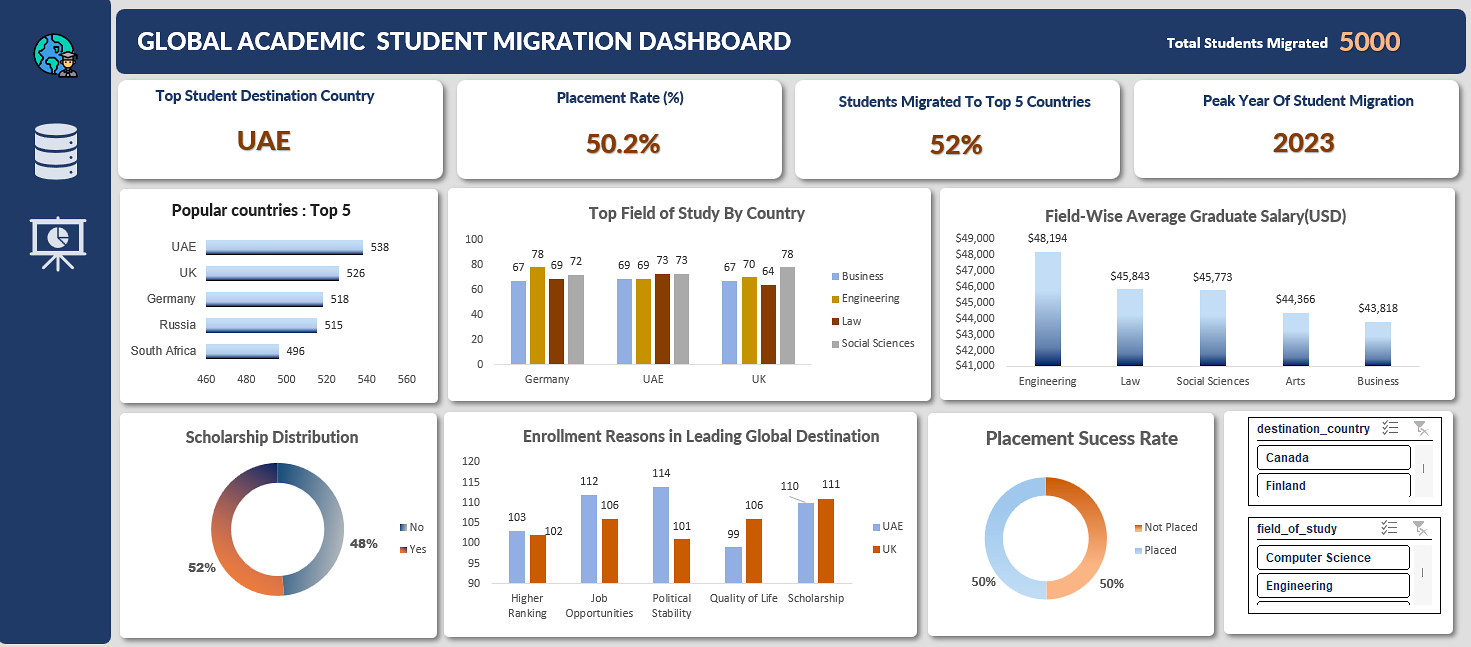 GLOBAL ACADEMIC  STUDENT MIGRATION DASHBOARD
Total Students Migrated 5000
Top Student Destination Country
UAE
Placement Rate (%)
50.2%
Students Migrated To Top 5 Countries
52%
Peak Year Of Student Migration
2023
Popular countries : Top 5
UAE 538
UK 526
Germany 518
Russia 515
South Africa 496
460 480 500 520 540 560
Top Field of Study By Country
100
80
60
40
20
0
67 78 69 72
69 69 73 73
67 70 64 78
Germany UAE UK
Business
Engineering
Law
Social Sciences
Field-Wise Average Graduate Salary(USD)
$49,000
$48,000
$47,000
$46,000
$45,000
$44,000
$43,000
$42,000
$41,000
$48,194
$45,843
$45,773
$44,366
$43,818
Engineering Law Social Sciences Arts Business
Scholarship Distribution
48%
52%
No
Yes
Enrollment Reasons in Leading Global Destination
120
115
110
105
100
95
90
103 102
112 106
114 101
99 106
110 111
Higher
Ranking
Job
Opportunities
Political
Stability
Quality of Life
Scholarship
UAE
UK
Placement Sucess Rate
50%
50%
Not Placed
Placed
destination_country
Canada
Finland
field_of_study
Computer Science
Engineering